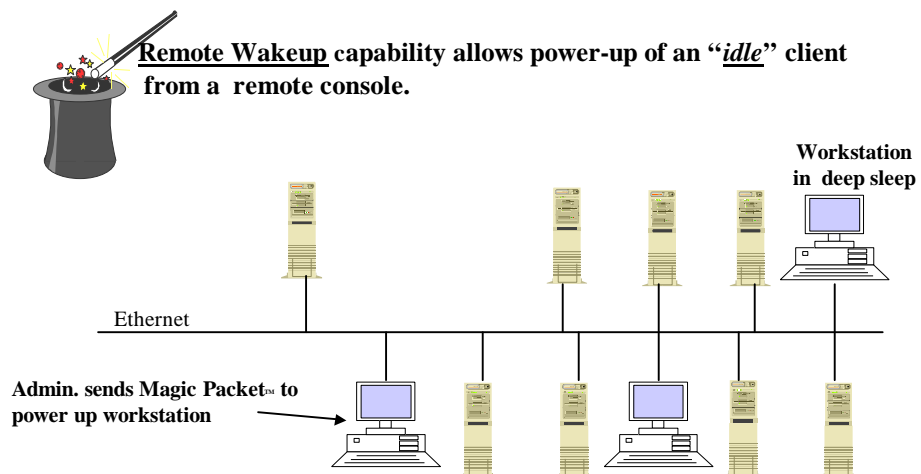 Remote Wakeup capability allows power-up of an “idle” client
from a remote console.
Workstation
in deep sleep
Ethernet
Admin. sends Magic Packet™ to
power up workstation